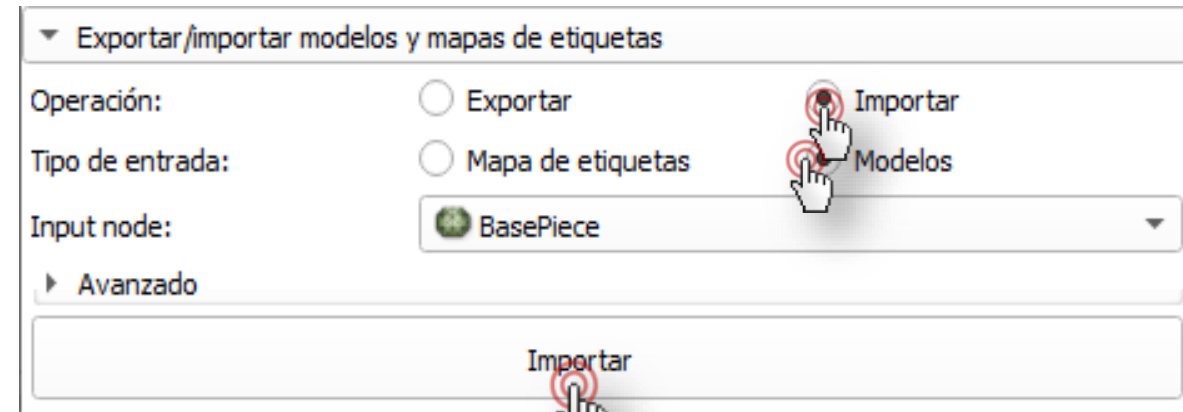 Exportar/importar modelos y mapas de etiquetas
Operación: Exportar Importar
Tipo de entrada: Mapa de etiquetas Modelos
Input node: BasePiece
Avanzado
Importar